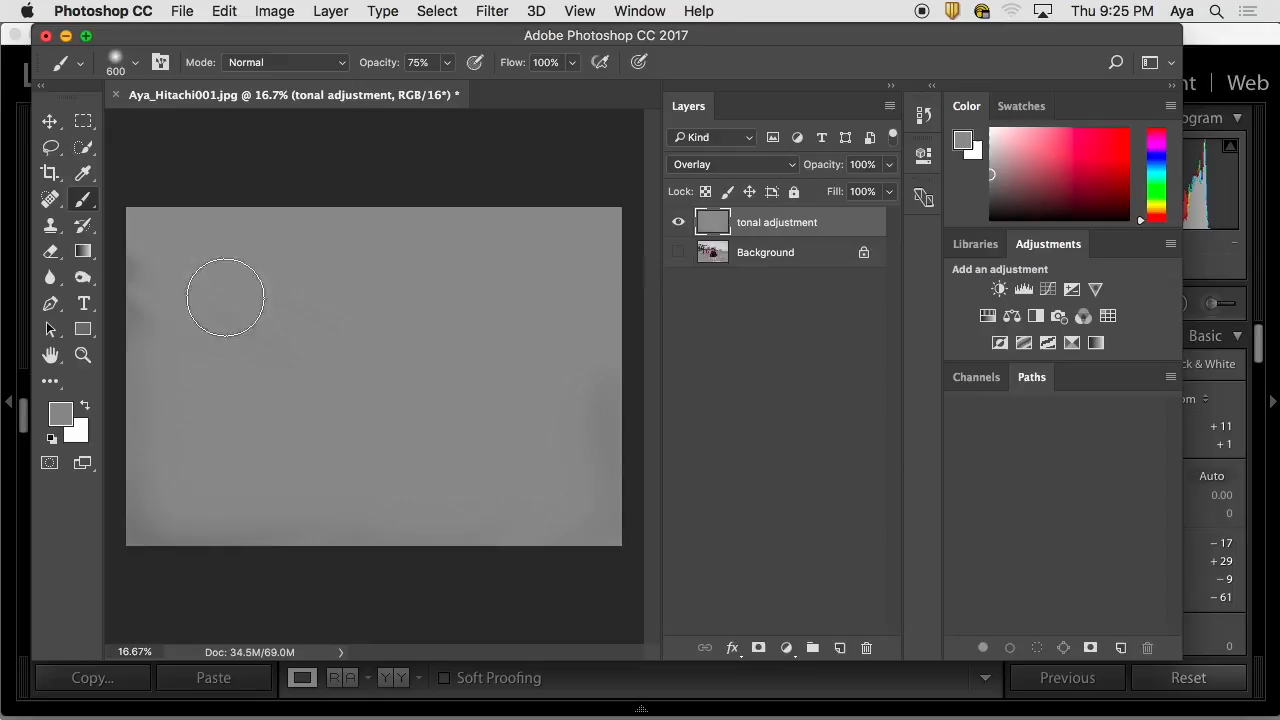 Photoshop CC File Edit Image Layer Type Select Filter 3D View Window Help Thu 9:25 PM Aya
Adobe Photoshop CC 2017
600 Mode: Normal Opacity: 75% Flow: 100%
Aya_Hitachi001.jpg @ 16.7% (tonal adjustment, RGB/16*) *
Layers
Kind
Overlay Opacity: 100%
Lock: Fill: 100%
tonal adjustment
Background
Color Swatches
Libraries Adjustments
Add an adjustment
Channels Paths
Web
Basic
+ 11
+ 1
Auto
0.00
0
– 17
+ 29
– 9
– 61
0
16.67% Doc: 34.5M/69.0M
Copy... Paste R A Y Y Soft Proofing Previous Reset